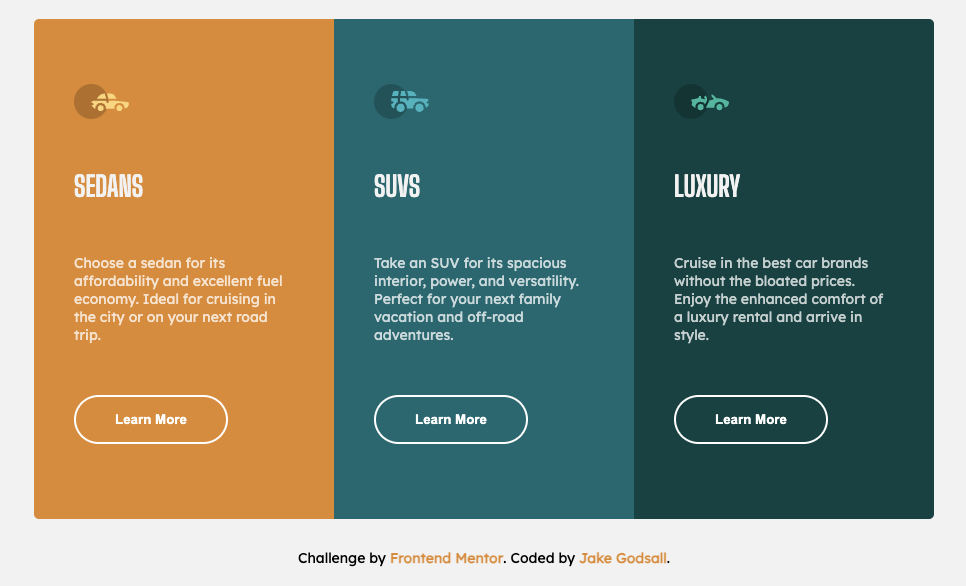 SEDANS
Choose a sedan for its
affordability and excellent fuel
economy. Ideal for cruising in
the city or on your next road
trip.
Learn More
SUVS
Take an SUV for its spacious
interior, power, and versatility.
Perfect for your next family
vacation and off-road
adventures.
Learn More
LUXURY
Cruise in the best car brands
without the bloated prices.
Enjoy the enhanced comfort of
a luxury rental and arrive in
style.
Learn More
Challenge by Frontend Mentor. Coded by Jake Godsall.